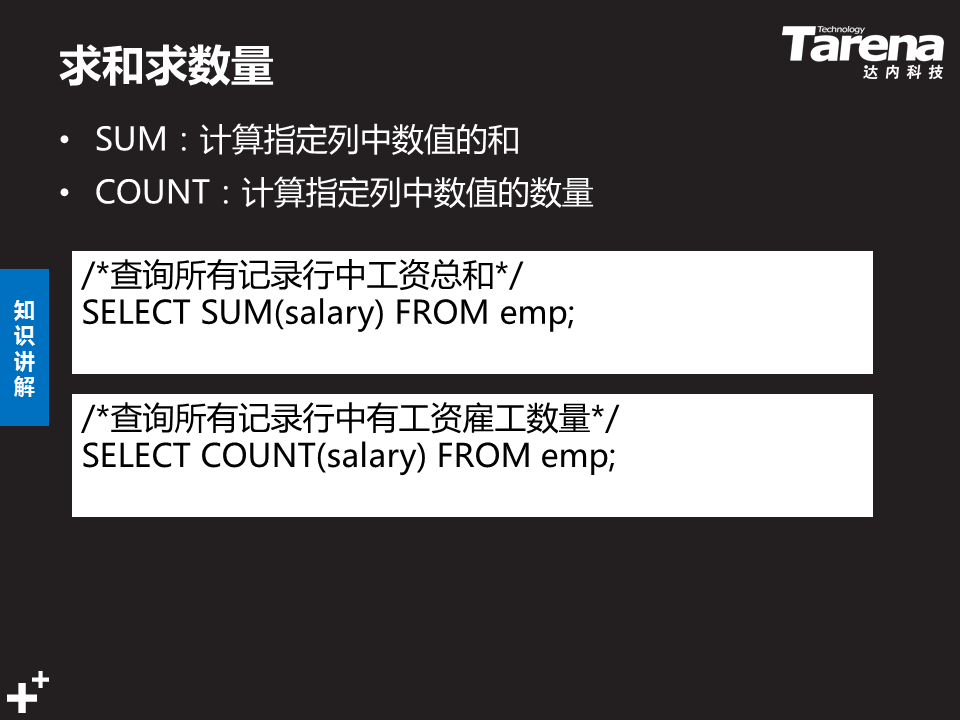 求和求数量
Technology
Tarena
达内科技
• SUM：计算指定列中数值的和
• COUNT：计算指定列中数值的数量
/*查询所有记录行中工资总和*/
SELECT SUM(salary) FROM emp;
知识讲解
/*查询所有记录行中有工资雇工数量*/
SELECT COUNT(salary) FROM emp;